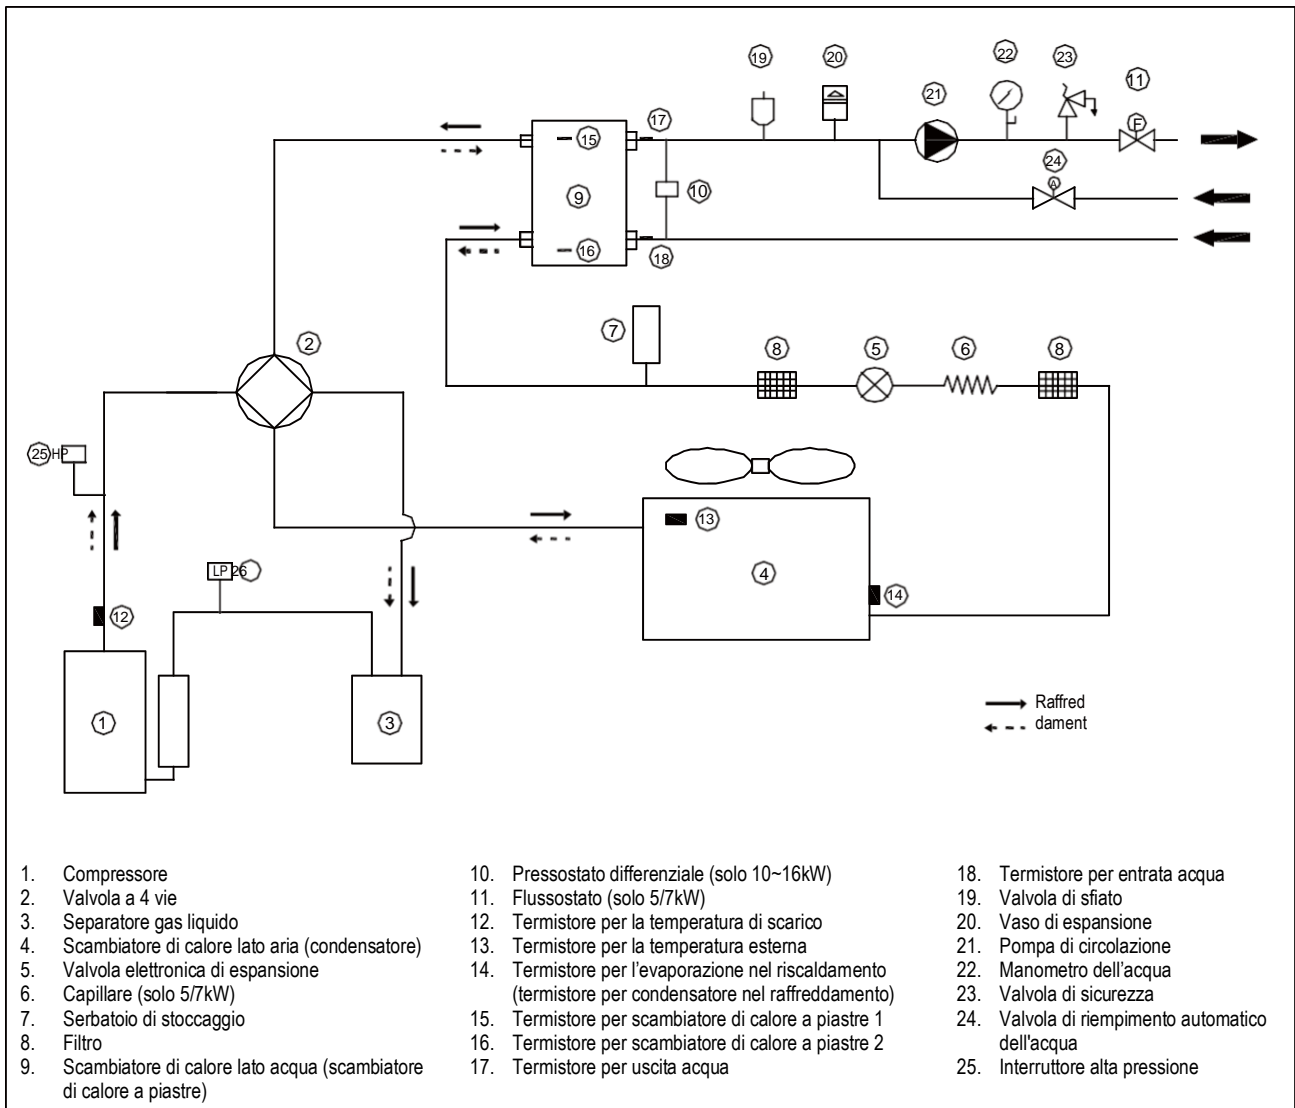 19
20
22
23
11
21
17
15
F
24
A
9
10
16
18
7
2
8
5
6
8
25 HP
13
LP 26
4
12
14
1
3
Raffred
dament
1. Compressore
2. Valvola a 4 vie
3. Separatore gas liquido
4. Scambiatore di calore lato aria (condensatore)
5. Valvola elettronica di espansione
6. Capillare (solo 5/7kW)
7. Serbatoio di stoccaggio
8. Filtro
9. Scambiatore di calore lato acqua (scambiatore
di calore a piastre)
10. Pressostato differenziale (solo 10~16kW)
11. Flussostato (solo 5/7kW)
12. Termistore per la temperatura di scarico
13. Termistore per la temperatura esterna
14. Termistore per l’evaporazione nel riscaldamento
(termistore per condensatore nel raffreddamento)
15. Termistore per scambiatore di calore a piastre 1
16. Termistore per scambiatore di calore a piastre 2
17. Termistore per uscita acqua
18. Termistore per entrata acqua
19. Valvola di sfiato
20. Vaso di espansione
21. Pompa di circolazione
22. Manometro dell’acqua
23. Valvola di sicurezza
24. Valvola di riempimento automatico
dell'acqua
25. Interruttore alta pressione